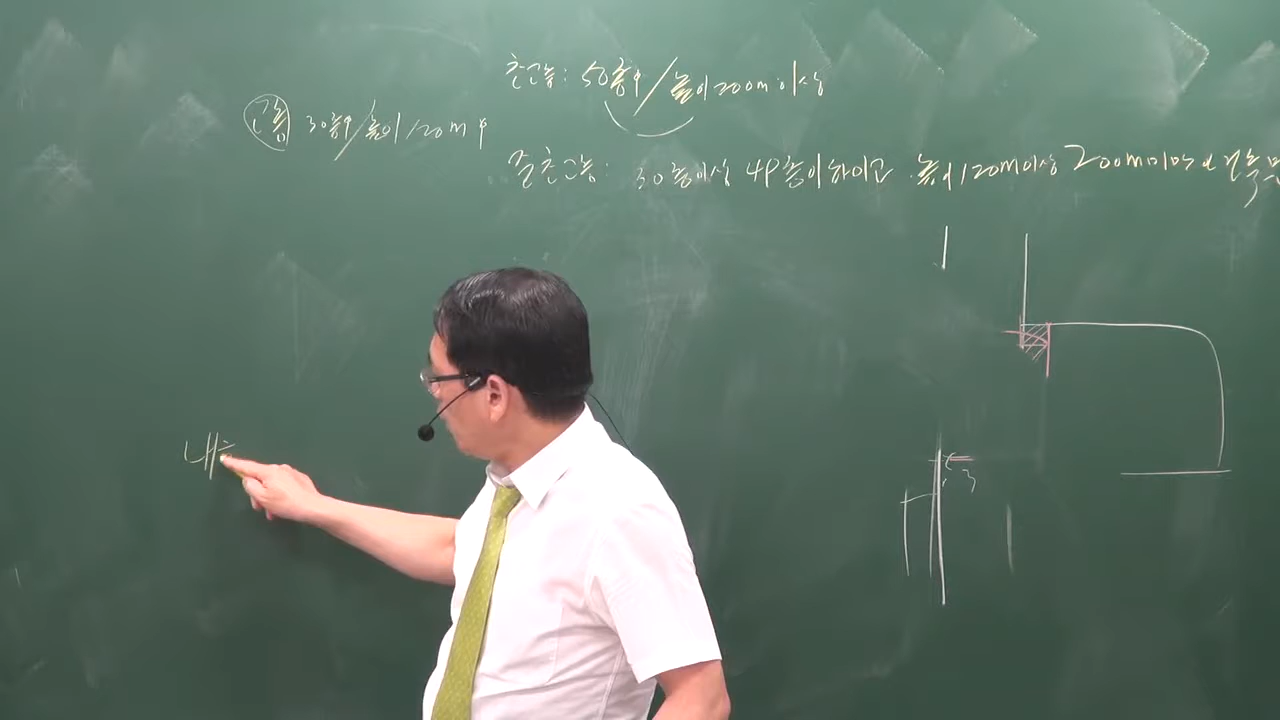 초고층: 50층↑/높이 200m 이상
고층 30층↑/높이 120m↑
준초고층: 30층이상 49층이하이고 높이120m이상 200m미만인 건축물
내
3